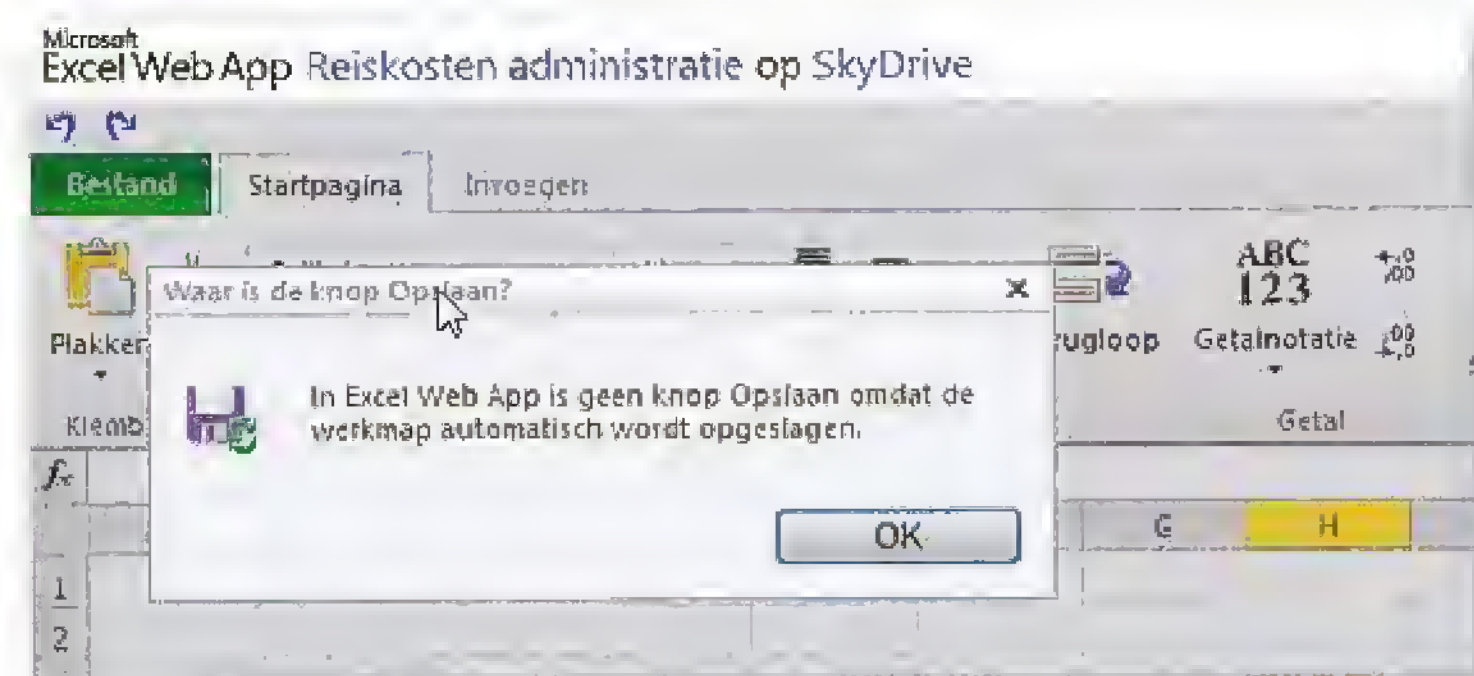 Microsoft
Excel Web App Reiskosten administratie op SkyDrive
Bestand Startpagina Invoegen
Waar is de knop Opslaan?
ABC
123
Plakken
ugloop Getalnotatie
In Excel Web App is geen knop Opslaan omdat de
werkmap automatisch wordt opgeslagen.
Klemb
Getal
fx
OK
G H
1
2